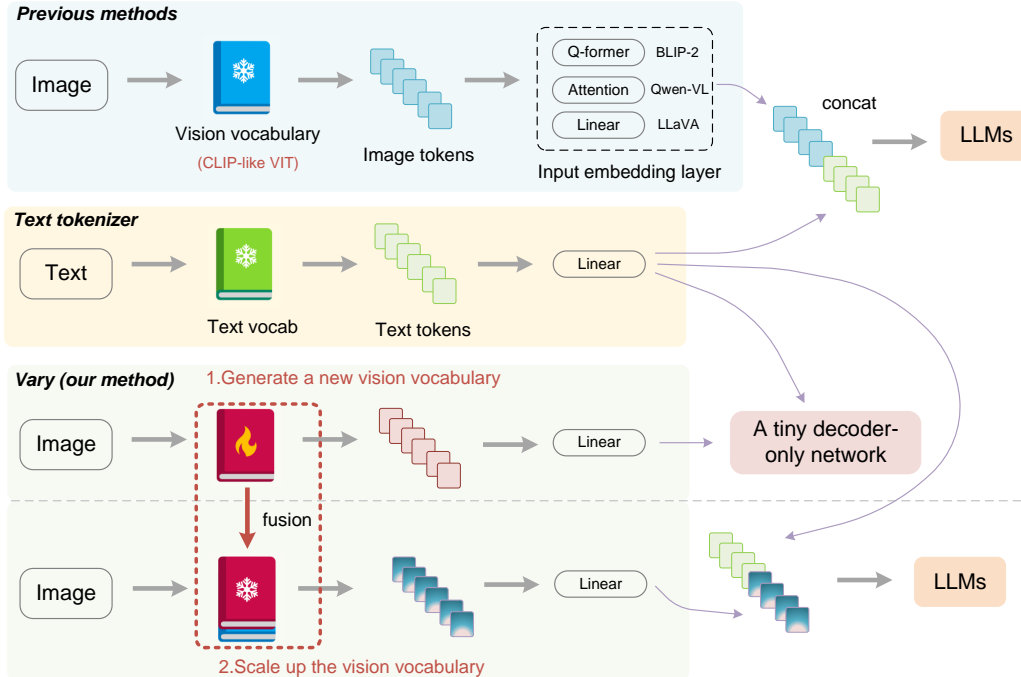 Previous methods
Image
Vision vocabulary
(CLIP-like VIT)
Image tokens
Q-former BLIP-2
Attention Qwen-VL
Linear LLaVA
Input embedding layer
concat
LLMs
Text tokenizer
Text
Text vocab
Text tokens
Linear
Vary (our method)
1.Generate a new vision vocabulary
Image
Linear
A tiny decoder-
only network
fusion
Image
Linear
LLMs
2.Scale up the vision vocabulary